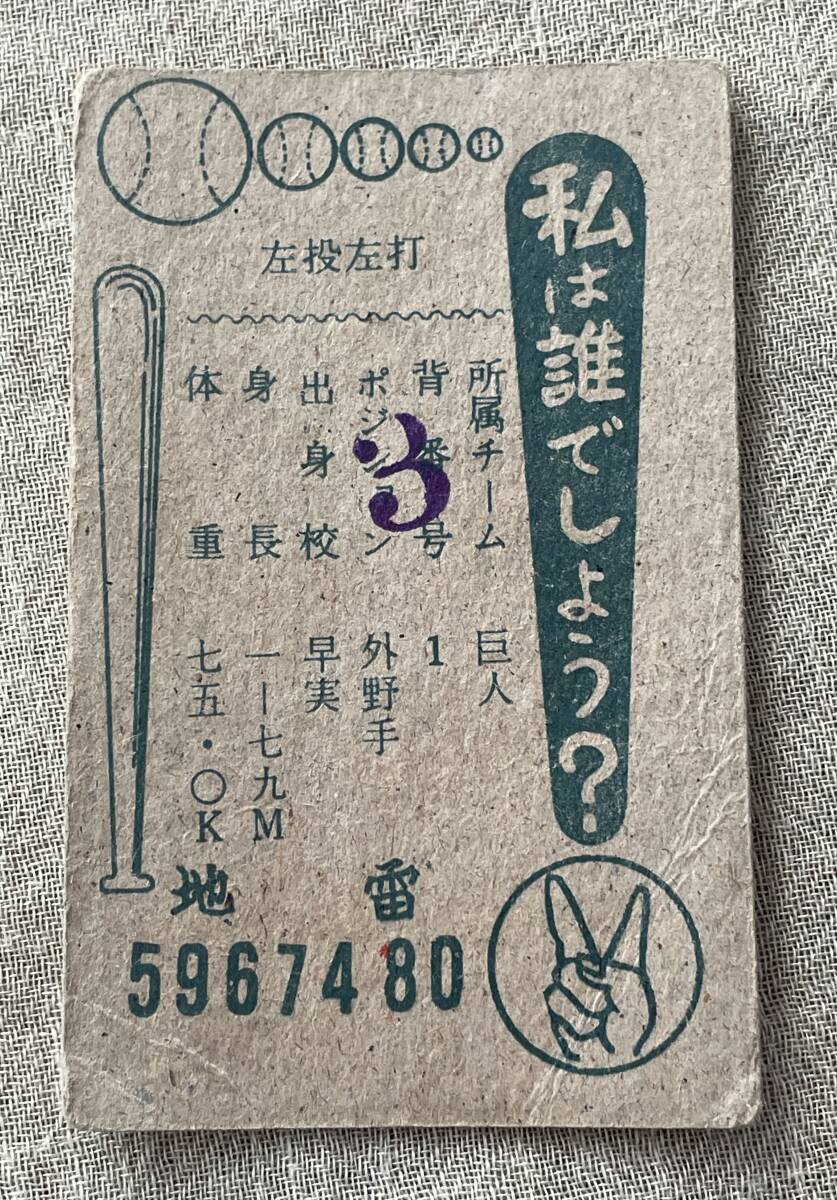 私は誰でしょう?
左投左打
所属チーム 巨人
背番号 1
ポジション 外野手
出身校 早実
身長 一―七九M
体重 七五・〇K
3
地 雷
596748​0